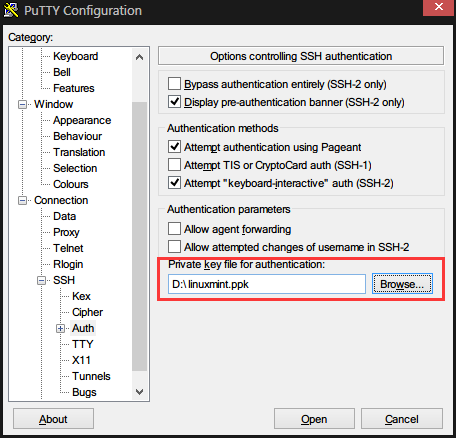 PuTTY Configuration
Category:
Keyboard
Bell
Features
Window
Appearance
Behaviour
Translation
Selection
Colours
Connection
Data
Proxy
Telnet
Rlogin
SSH
Kex
Cipher
Auth
TTY
X11
Tunnels
Bugs
Options controlling SSH authentication
Bypass authentication entirely (SSH-2 only)
Display pre-authentication banner (SSH-2 only)
Authentication methods
Attempt authentication using Pageant
Attempt TIS or CryptoCard auth (SSH-1)
Attempt "keyboard-interactive" auth (SSH-2)
Authentication parameters
Allow agent forwarding
Allow attempted changes of username in SSH-2
Private key file for authentication:
D:\linuxmint.ppk
Browse...
About
Open
Cancel